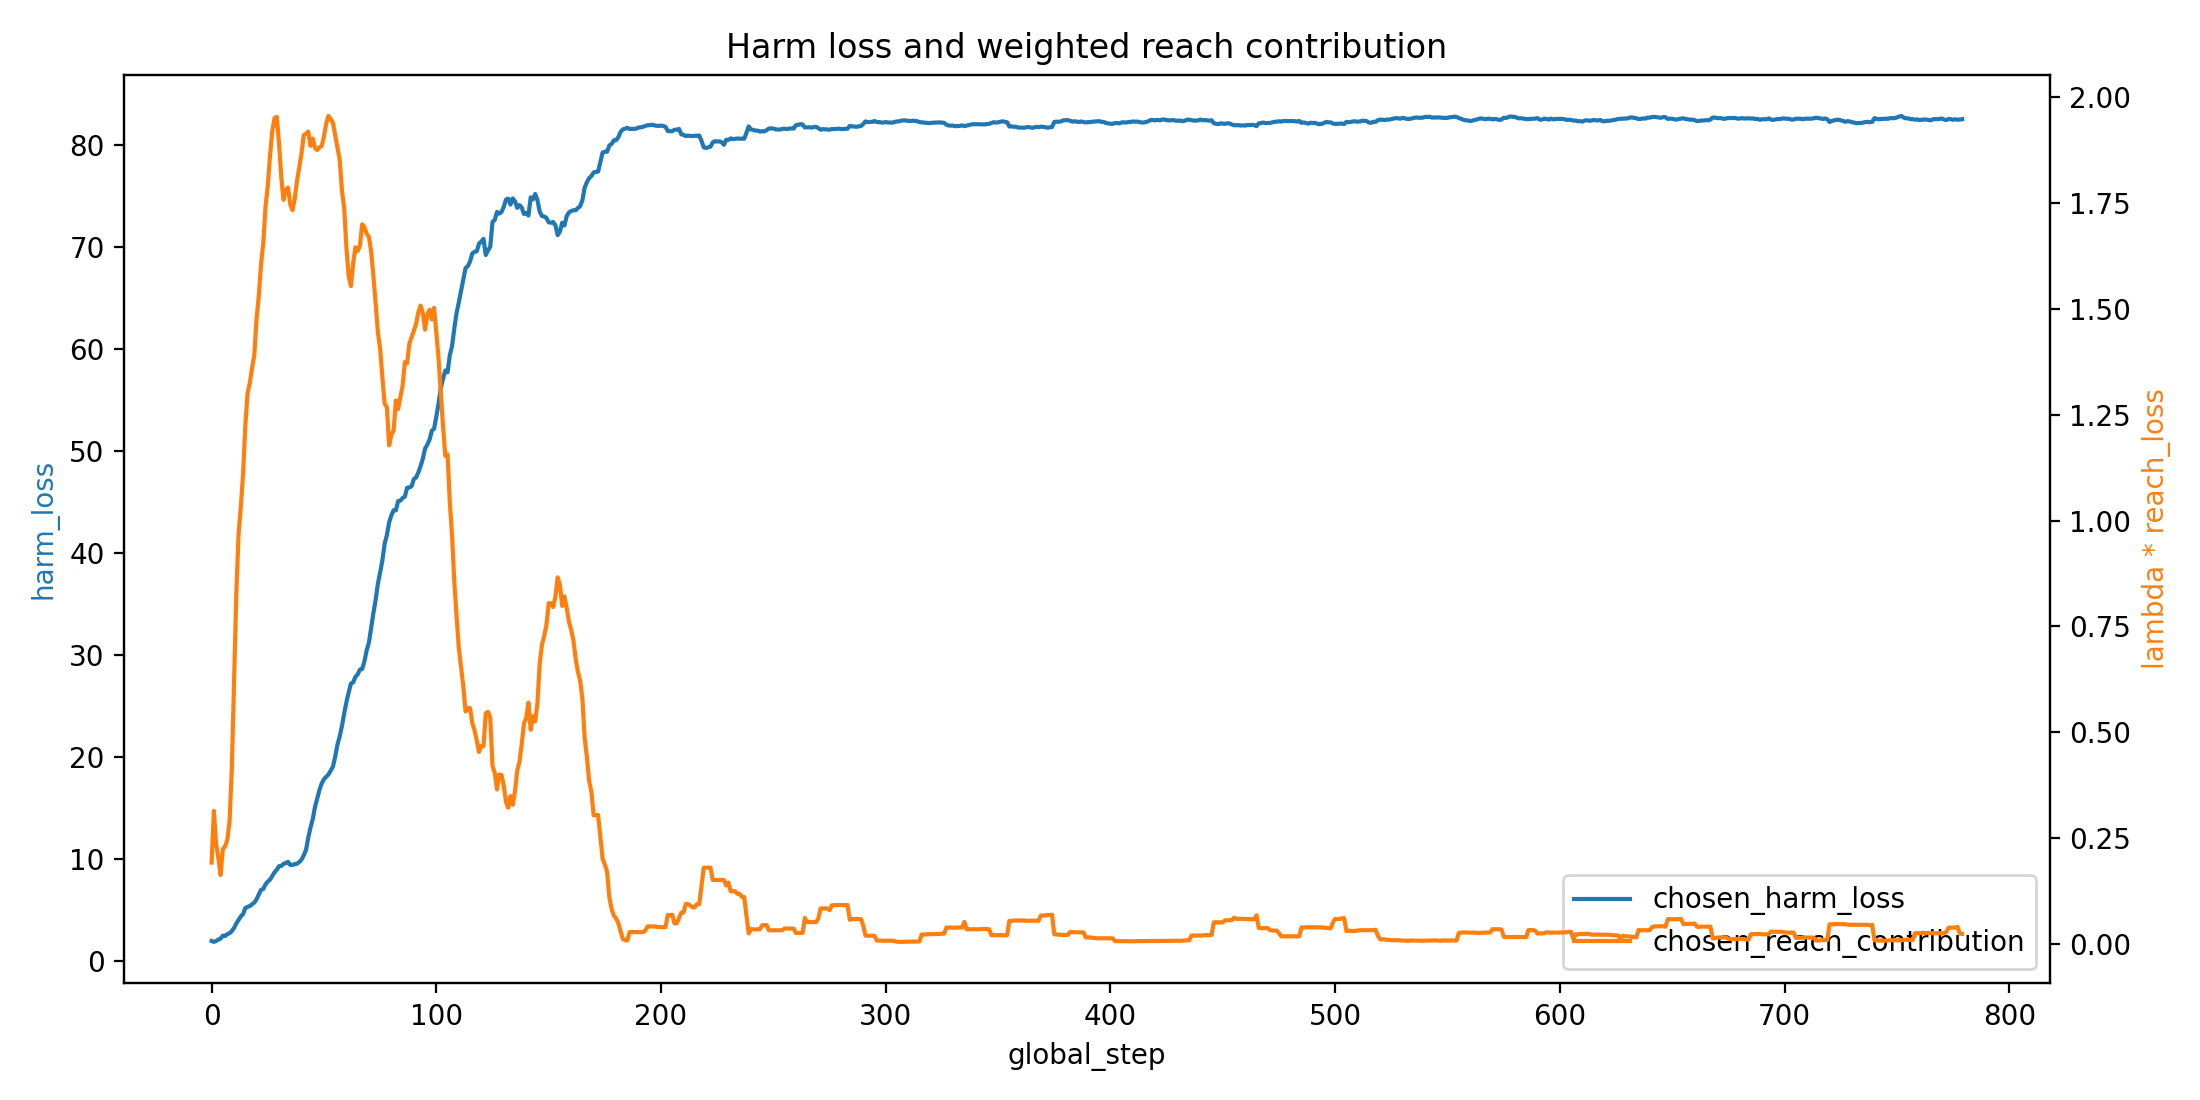 Harm loss and weighted reach contribution
harm_loss
80
70
60
50
40
30
20
10
0
2.00
1.75
1.50
1.25
1.00
0.75
0.50
0.25
0.00
lambda * reach_loss
chosen_harm_loss
chosen_reach_contribution
0 100 200 300 400 500 600 700 800
global_step